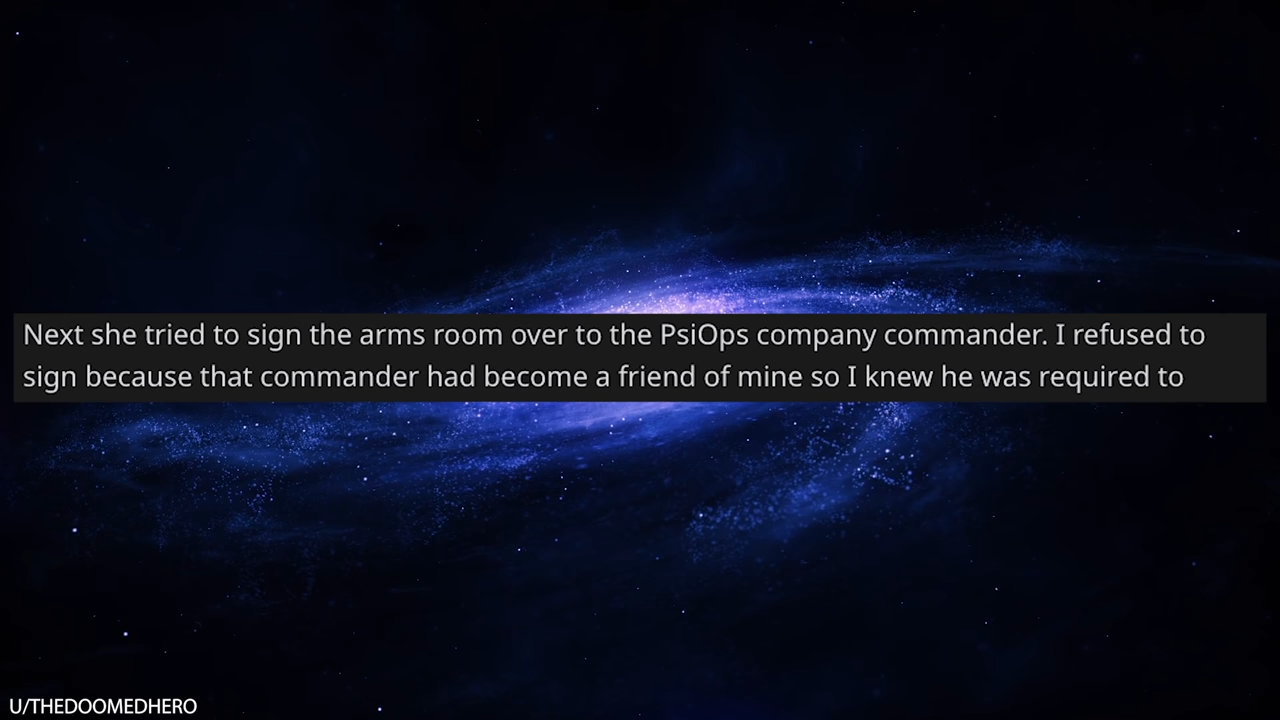 Next she tried to sign the arms room over to the PsiOps company commander. I refused to
sign because that commander had become a friend of mine so I knew he was required to
U/THEDOOMEDHERO